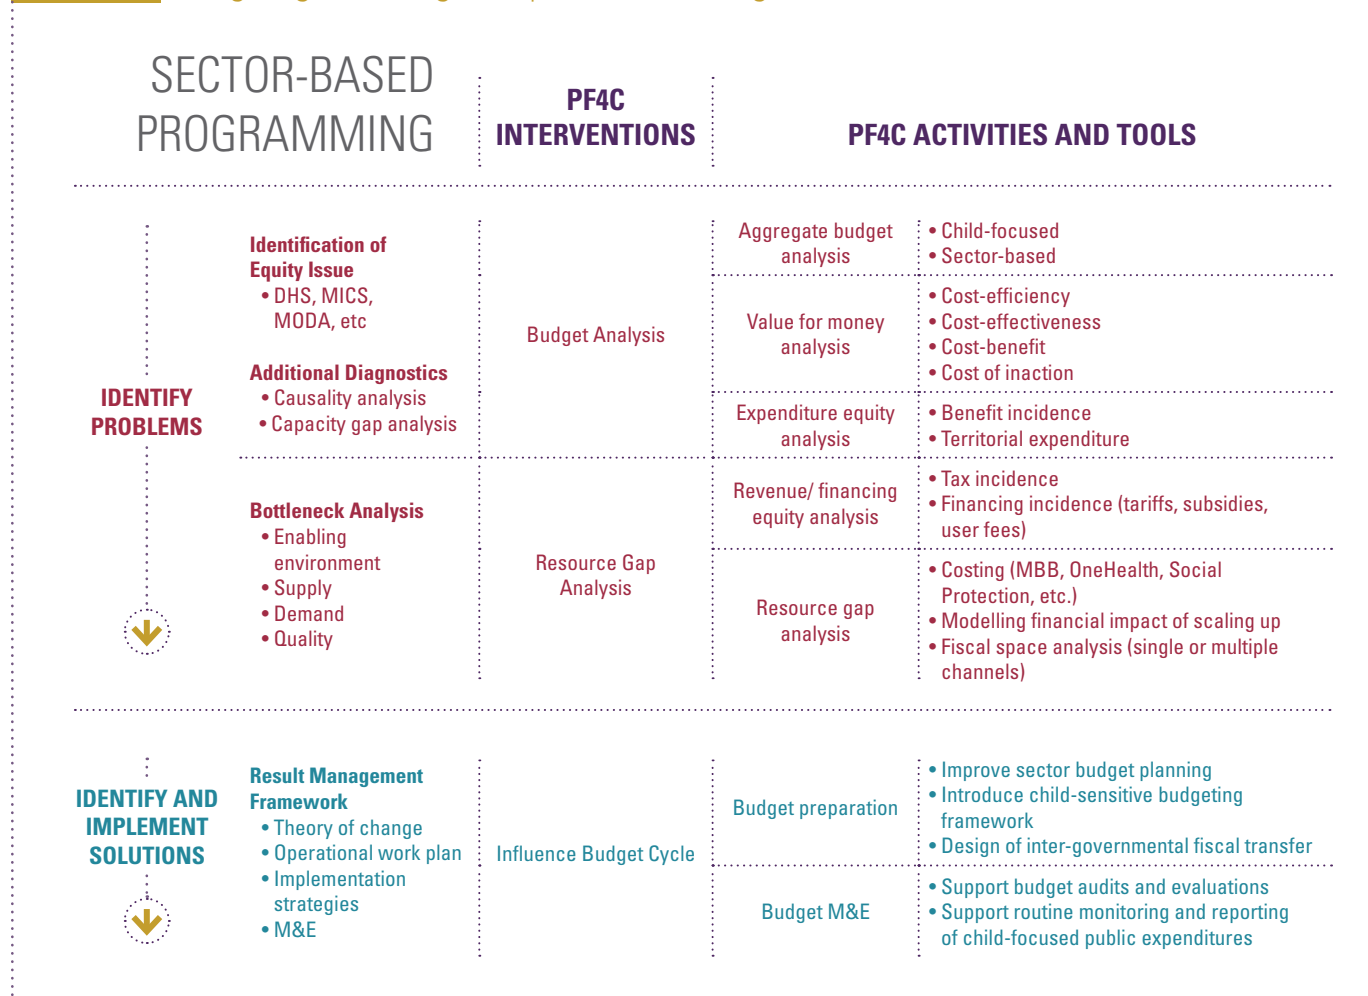 SECTOR-BASED
PROGRAMMING
PF4C
INTERVENTIONS
PF4C ACTIVITIES AND TOOLS
IDENTIFY
PROBLEMS
Identification of
Equity Issue
• DHS, MICS,
MODA, etc
Additional Diagnostics
• Causality analysis
• Capacity gap analysis
Budget Analysis
Aggregate budget
analysis
• Child-focused
• Sector-based
Value for money
analysis
• Cost-efficiency
• Cost-effectiveness
• Cost-benefit
• Cost of inaction
Expenditure equity
analysis
• Benefit incidence
• Territorial expenditure
Bottleneck Analysis
• Enabling
environment
• Supply
• Demand
• Quality
Resource Gap
Analysis
Revenue/ financing
equity analysis
• Tax incidence
• Financing incidence (tariffs, subsidies,
user fees)
Resource gap
analysis
• Costing (MBB, OneHealth, Social
Protection, etc.)
• Modelling financial impact of scaling up
• Fiscal space analysis (single or multiple
channels)
IDENTIFY AND
IMPLEMENT
SOLUTIONS
Result Management
Framework
• Theory of change
• Operational work plan
• Implementation
strategies
• M&E
Influence Budget Cycle
Budget preparation
• Improve sector budget planning
• Introduce child-sensitive budgeting
framework
• Design of inter-governmental fiscal transfer
Budget M&E
• Support budget audits and evaluations
• Support routine monitoring and reporting
of child-focused public expenditures